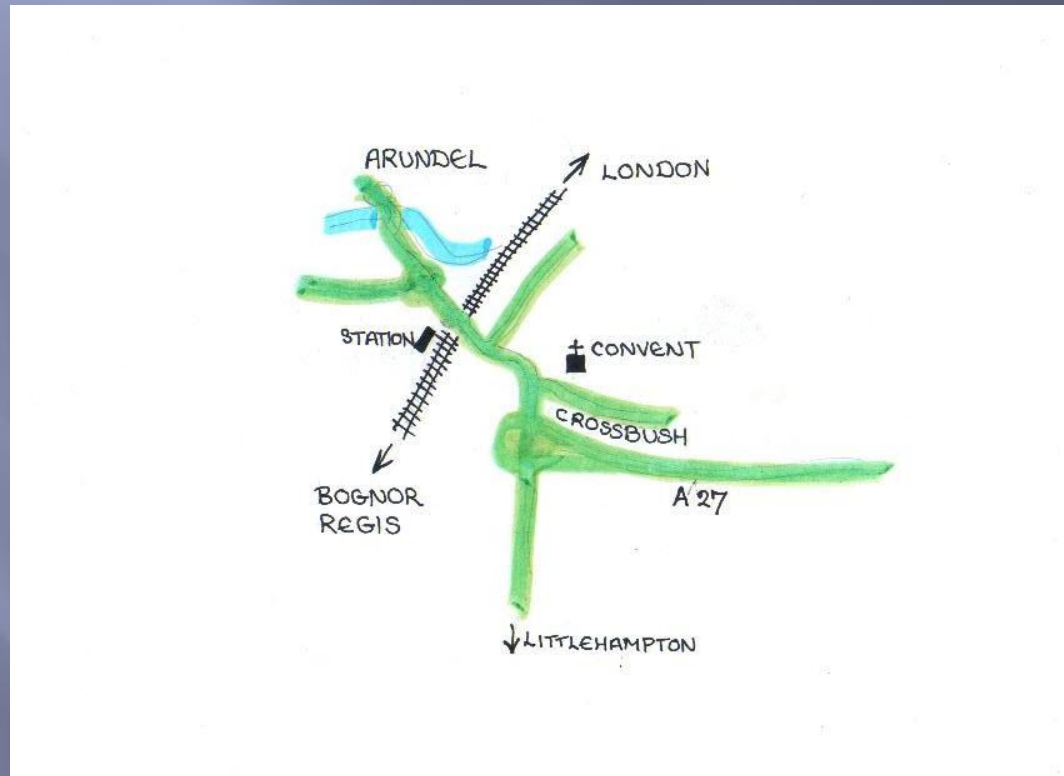 ARUNDEL
LONDON
STATION
CONVENT
CROSSBUSH
A 27
BOGNOR
REGIS
LITTLEHAMPTON